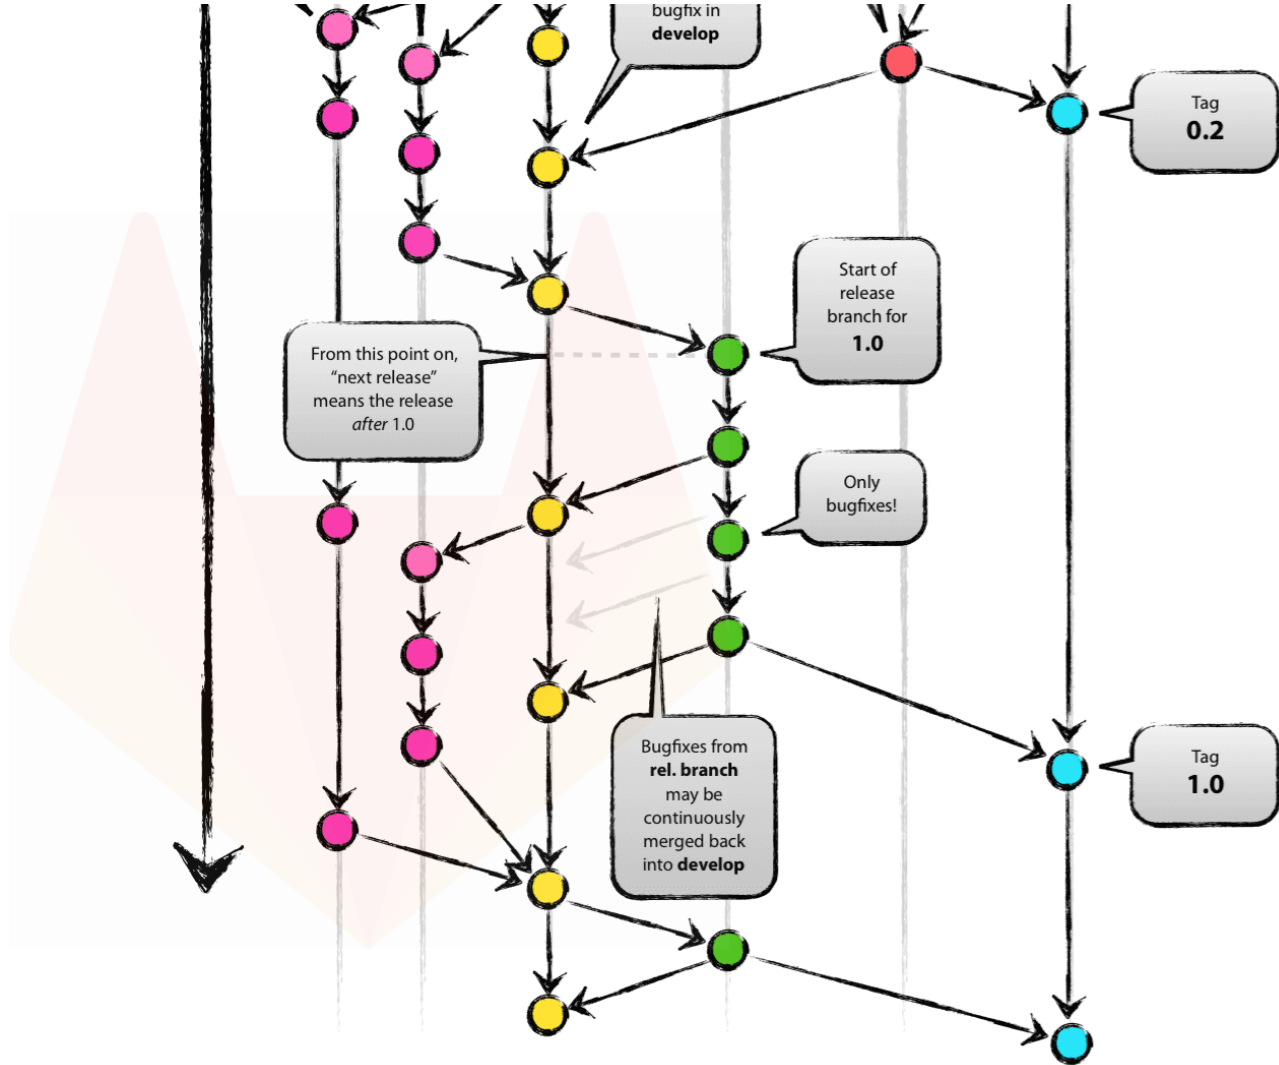 bugfix in
develop
Tag
0.2
Start of
release
branch for
1.0
From this point on,
“next release”
means the release
after 1.0
Only
bugfixes!
Bugfixes from
rel. branch
may be
continuously
merged back
into develop
Tag
1.0